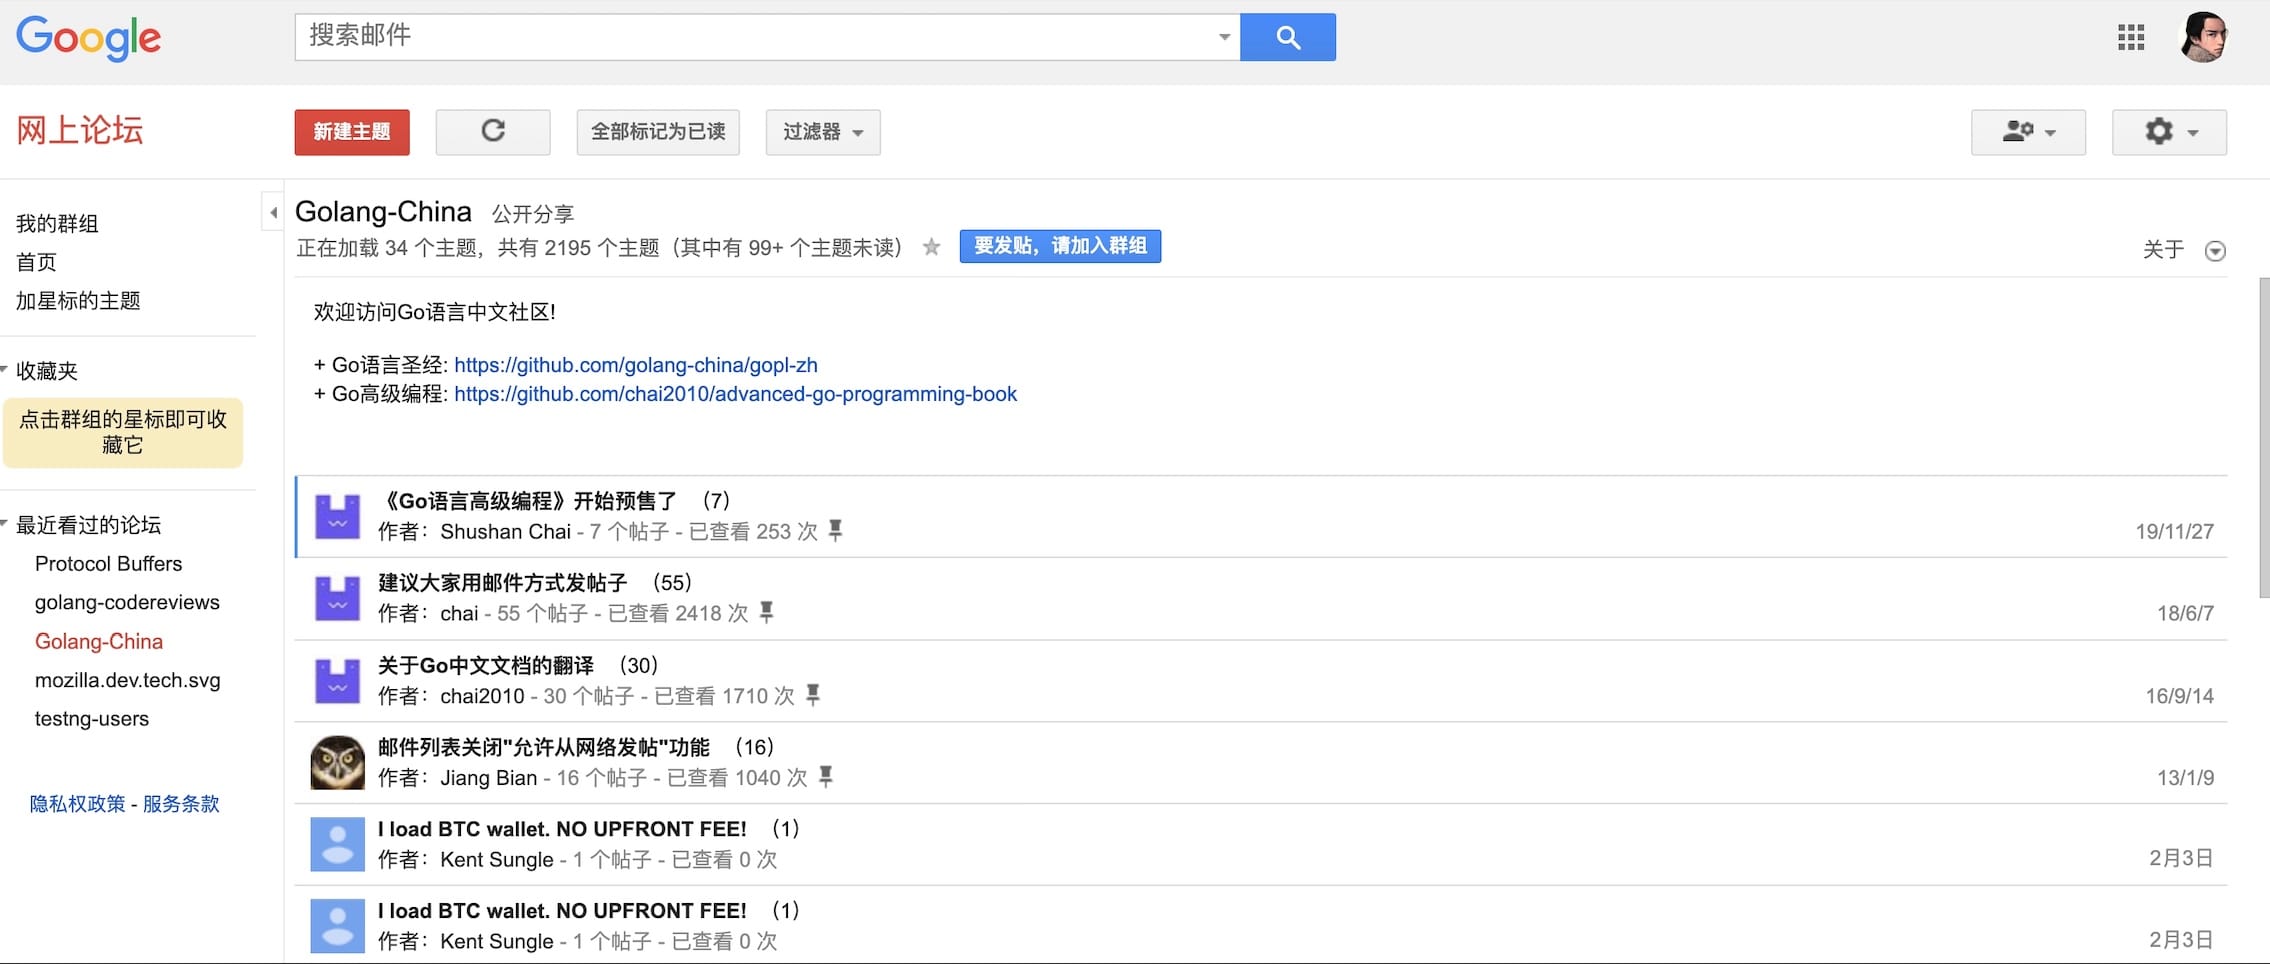 Google
搜索邮件
网上论坛
新建主题
全部标记为已读
过滤器
我的群组
首页
加星标的主题
收藏夹
点击群组的星标即可收
藏它
最近看过的论坛
Protocol Buffers
golang-codereviews
Golang-China
mozilla.dev.tech.svg
testng-users
隐私权政策 - 服务条款
Golang-China 公开分享
正在加载 34 个主题，共有 2195 个主题（其中有 99+ 个主题未读）
要发贴，请加入群组
关于
欢迎访问Go语言中文社区!
+ Go语言圣经: https://github.com/golang-china/gopl-zh
+ Go高级编程: https://github.com/chai2010/advanced-go-programming-book
《Go语言高级编程》开始预售了 （7）
作者：Shushan Chai - 7 个帖子 - 已查看 253 次
19/11/27
建议大家用邮件方式发帖子 （55）
作者：chai - 55 个帖子 - 已查看 2418 次
18/6/7
关于Go中文文档的翻译 （30）
作者：chai2010 - 30 个帖子 - 已查看 1710 次
16/9/14
邮件列表关闭"允许从网络发帖"功能 （16）
作者：Jiang Bian - 16 个帖子 - 已查看 1040 次
13/1/9
I load BTC wallet. NO UPFRONT FEE! （1）
作者：Kent Sungle - 1 个帖子 - 已查看 0 次
2月3日
I load BTC wallet. NO UPFRONT FEE! （1）
作者：Kent Sungle - 1 个帖子 - 已查看 0 次
2月3日